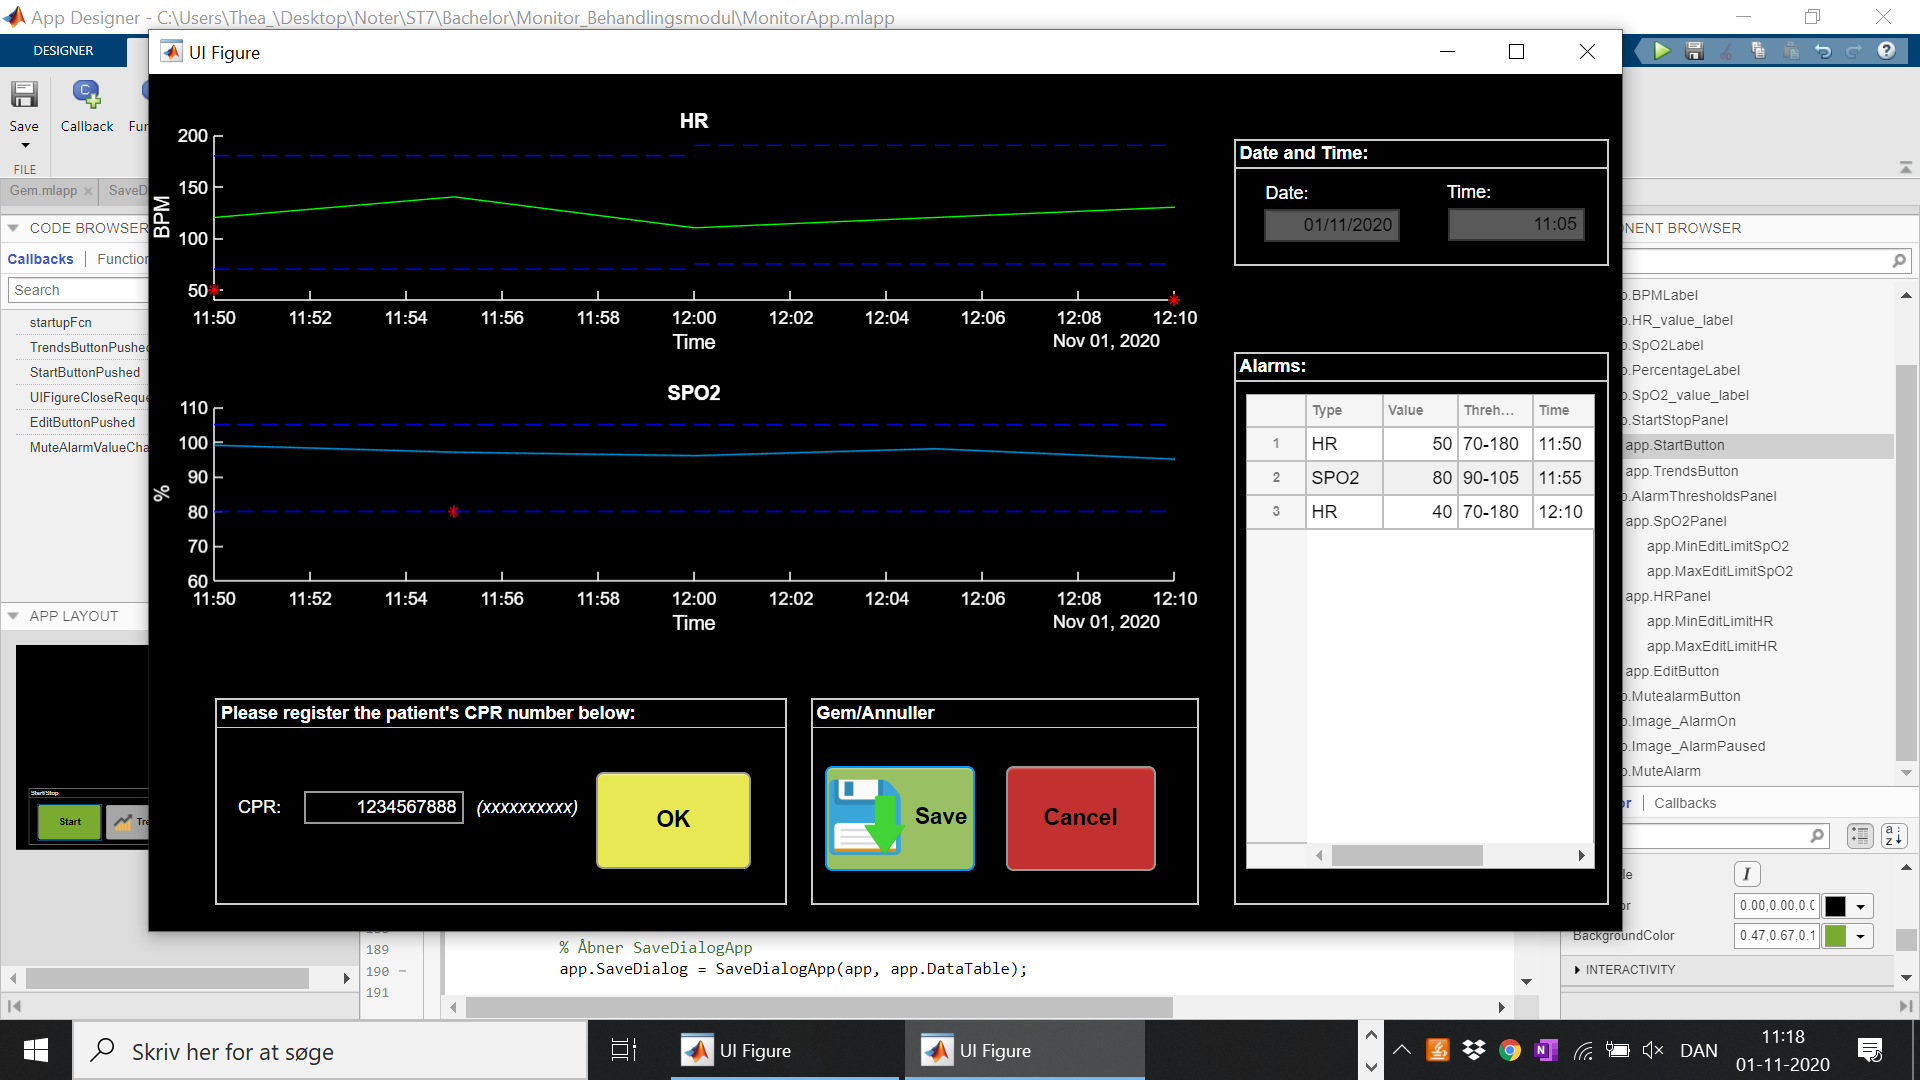 App Designer - C:\Users\Thea_\Desktop\Noter\ST7\Bachelor\Monitor_Behandlingsmodul\MonitorApp.mlapp
DESIGNER
UI Figure
Save
Callback
FILE
Gem.mlapp
SaveD
CODE BROWSER
Callbacks
Function
Search
startupFcn
TrendsButtonPushed
StartButtonPushed
UIFigureCloseReque
EditButtonPushed
MuteAlarmValueCha
APP LAYOUT
Start/Stop
Start
Tre
HR
BPM
200
150
100
50
11:50 11:52 11:54 11:56 11:58 12:00 12:02 12:04 12:06 12:08 12:10
Time
Nov 01, 2020
SPO2
%
110
100
90
80
70
60
11:50 11:52 11:54 11:56 11:58 12:00 12:02 12:04 12:06 12:08 12:10
Time
Nov 01, 2020
Please register the patient's CPR number below:
CPR: 1234567888 (xxxxxxxxxx)
OK
Gem/Annuller
Save
Cancel
Date and Time:
Date: Time:
01/11/2020 11:05
Alarms:
Type Value Threh... Time
1 HR 50 70-180 11:50
2 SPO2 80 90-105 11:55
3 HR 40 70-180 12:10
NENT BROWSER
.BPMLabel
.HR_value_label
.SpO2Label
.PercentageLabel
.SpO2_value_label
.StartStopPanel
app.StartButton
app.TrendsButton
.AlarmThresholdsPanel
app.SpO2Panel
app.MinEditLimitSpO2
app.MaxEditLimitSpO2
app.HRPanel
app.MinEditLimitHR
app.MaxEditLimitHR
app.EditButton
.MutealarmButton
.Image_AlarmOn
.Image_AlarmPaused
.MuteAlarm
or Callbacks
le
I
or 0.00,0.00,0.0
BackgroundColor 0.47,0.67,0.1
INTERACTIVITY
189 % Åbner SaveDialogApp
190 – app.SaveDialog = SaveDialogApp(app, app.DataTable);
191
Skriv her for at søge
UI Figure
UI Figure
DAN
11:18
01-11-2020